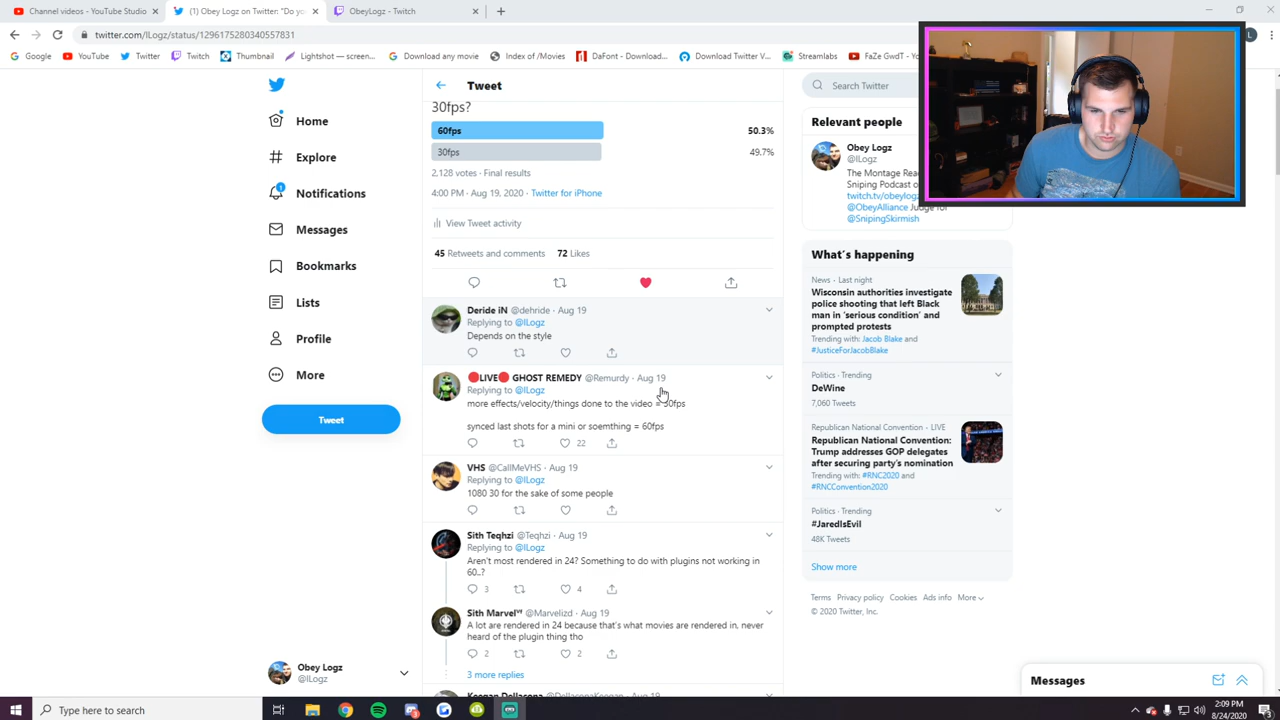 Channel videos - YouTube Studio
(1) Obey Logz on Twitter: "Do yo
ObeyLogz - Twitch
twitter.com/ILogz/status/1296175280340557831
Google
YouTube
Twitter
Twitch
Thumbnail
Lightshot — screen...
Download any movie
Index of /Movies
DaFont - Download...
Download Twitter V...
Streamlabs
FaZe GwdT - Yo
Home
Explore
1
Notifications
Messages
Bookmarks
Lists
Profile
More
Tweet
Obey Logz
@ILogz
Tweet
30fps?
60fps 50.3%
30fps 49.7%
2,128 votes · Final results
4:00 PM · Aug 19, 2020 · Twitter for iPhone
View Tweet activity
45 Retweets and comments 72 Likes
Deride iN @dehride · Aug 19
Replying to @ILogz
Depends on the style
🔴LIVE🔴 GHOST REMEDY @Remurdy · Aug 19
Replying to @ILogz
more effects/velocity/things done to the video = 30fps
synced last shots for a mini or soemthing = 60fps
22
VHS @CallMeVHS · Aug 19
Replying to @ILogz
1080 30 for the sake of some people
Sith Teqhzi @Teqhzi · Aug 19
Replying to @ILogz
Aren't most rendered in 24? Something to do with plugins not working in
60..?
3 4
Sith Marvel @Marvelizd · Aug 19
A lot are rendered in 24 because that's what movies are rendered in, never
heard of the plugin thing tho
2 2
3 more replies
Keegan Dellacona @DellaconaKeegan · Aug 19
Search Twitter
Relevant people
Obey Logz
@ILogz
The Montage Rea
Sniping Podcast o
twitch.tv/obeylogz
@ObeyAlliance Judge for
@SnipingSkirmish
What's happening
News · Last night
Wisconsin authorities investigate
police shooting that left Black
man in 'serious condition' and
prompted protests
Trending with: Jacob Blake and
#JusticeForJacobBlake
Politics · Trending
DeWine
7,060 Tweets
Republican National Convention · LIVE
Republican National Convention:
Trump addresses GOP delegates
after securing party's nomination
Trending with: #RNC2020 and
#RNCConvention2020
Politics · Trending
#JaredIsEvil
48K Tweets
Show more
Terms Privacy policy Cookies Ads info More
© 2020 Twitter, Inc.
Messages
L
Type here to search
2:09 PM
8/24/2020
3